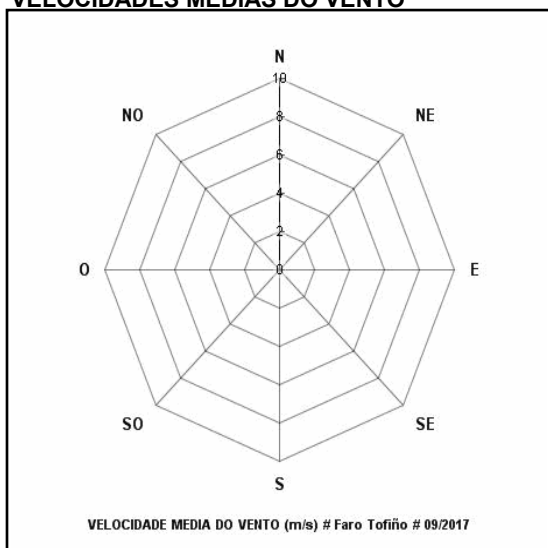 VELOCIDADES MEDIAS DO VENTO
N
10
NO
NE
8
6
4
2
O
0
E
SO
SE
S
VELOCIDADE MEDIA DO VENTO (m/s) # Faro Tofiño # 09/2017